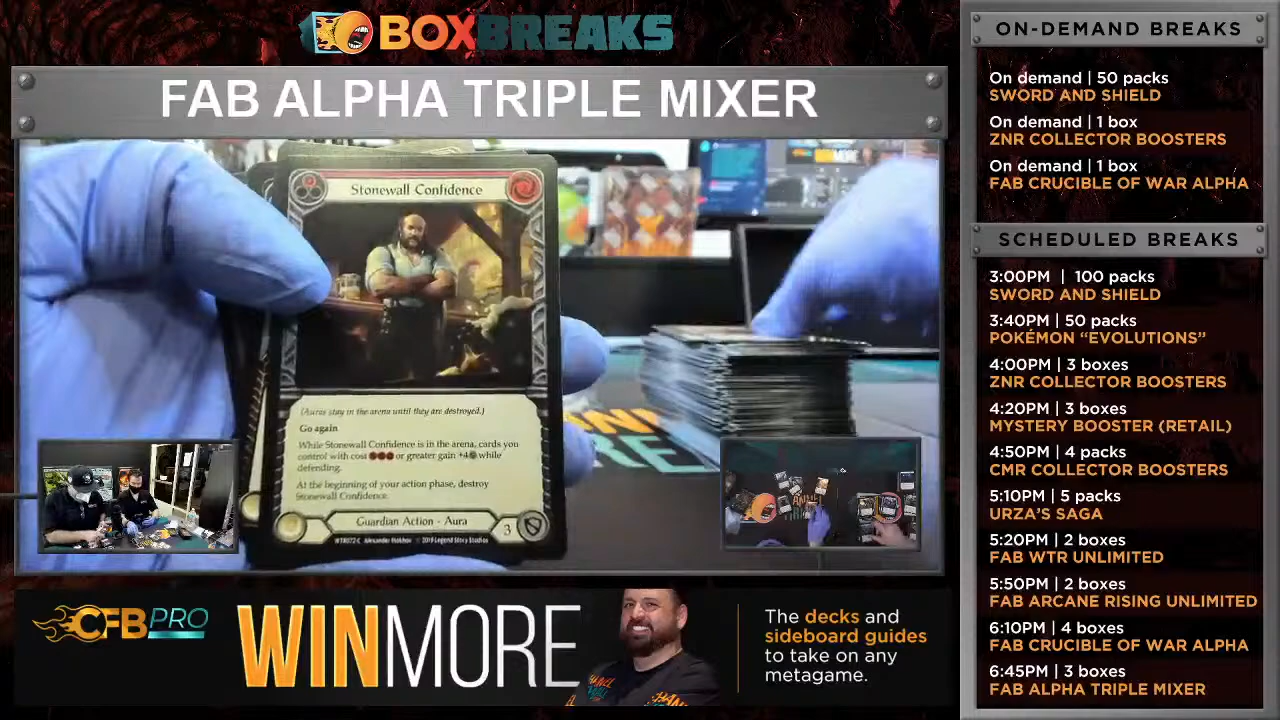 BOXBREAKS
FAB ALPHA TRIPLE MIXER
Stonewall Confidence
(Auras stay in the arena until they are destroyed.)
Go again
While Stonewall Confidence is in the arena, cards you
control with cost or greater gain +4 while
defending.
At the beginning of your action phase, destroy
Stonewall Confidence.
Guardian Action - Aura
3
WTR072-C Alexander Mokhov © 2019 Legend Story Studios
CFBPRO
WINMORE
The decks and
sideboard guides
to take on any
metagame.
ON-DEMAND BREAKS
On demand | 50 packs
SWORD AND SHIELD
On demand | 1 box
ZNR COLLECTOR BOOSTERS
On demand | 1 box
FAB CRUCIBLE OF WAR ALPHA
SCHEDULED BREAKS
3:00PM | 100 packs
SWORD AND SHIELD
3:40PM | 50 packs
POKÉMON “EVOLUTIONS”
4:00PM | 3 boxes
ZNR COLLECTOR BOOSTERS
4:20PM | 3 boxes
MYSTERY BOOSTER (RETAIL)
4:50PM | 4 packs
CMR COLLECTOR BOOSTERS
5:10PM | 5 packs
URZA’S SAGA
5:20PM | 2 boxes
FAB WTR UNLIMITED
5:50PM | 2 boxes
FAB ARCANE RISING UNLIMITED
6:10PM | 4 boxes
FAB CRUCIBLE OF WAR ALPHA
6:45PM | 3 boxes
FAB ALPHA TRIPLE MIXER